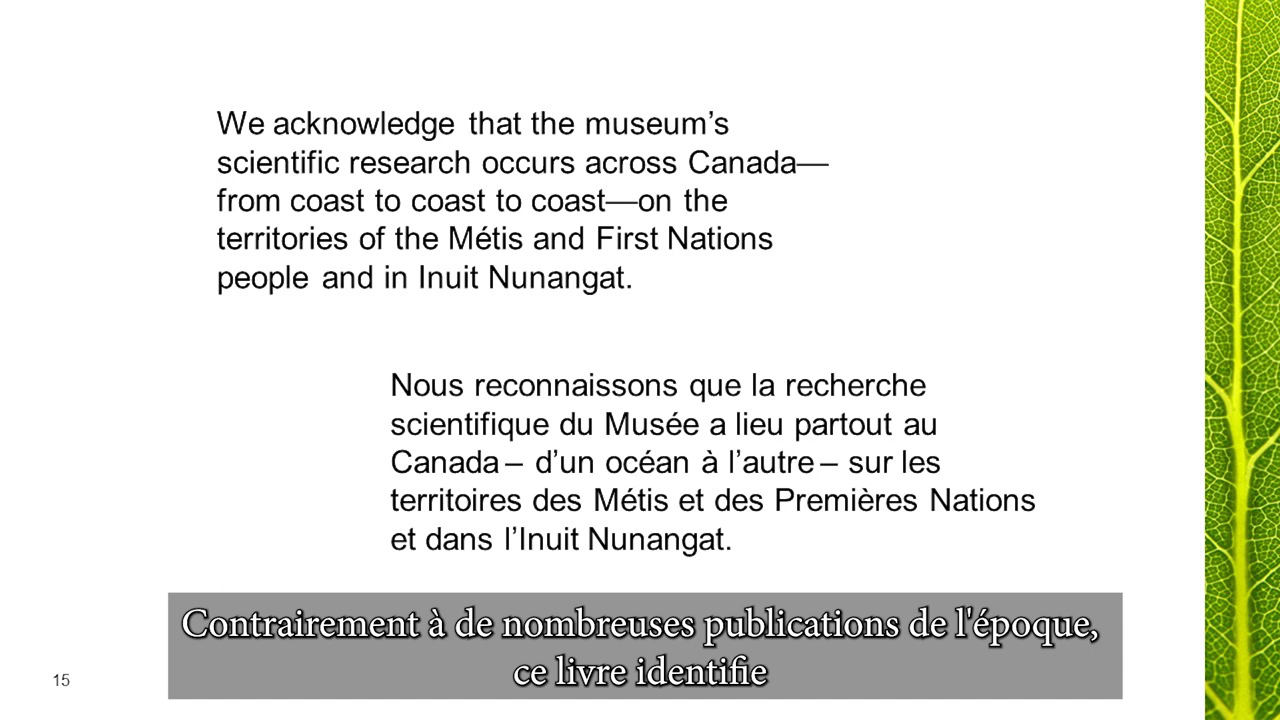 We acknowledge that the museum’s
scientific research occurs across Canada—
from coast to coast to coast—on the
territories of the Métis and First Nations
people and in Inuit Nunangat.
Nous reconnaissons que la recherche
scientifique du Musée a lieu partout au
Canada – d’un océan à l’autre – sur les
territoires des Métis et des Premières Nations
et dans l’Inuit Nunangat.
Contrairement à de nombreuses publications de l'époque,
ce livre identifie
15